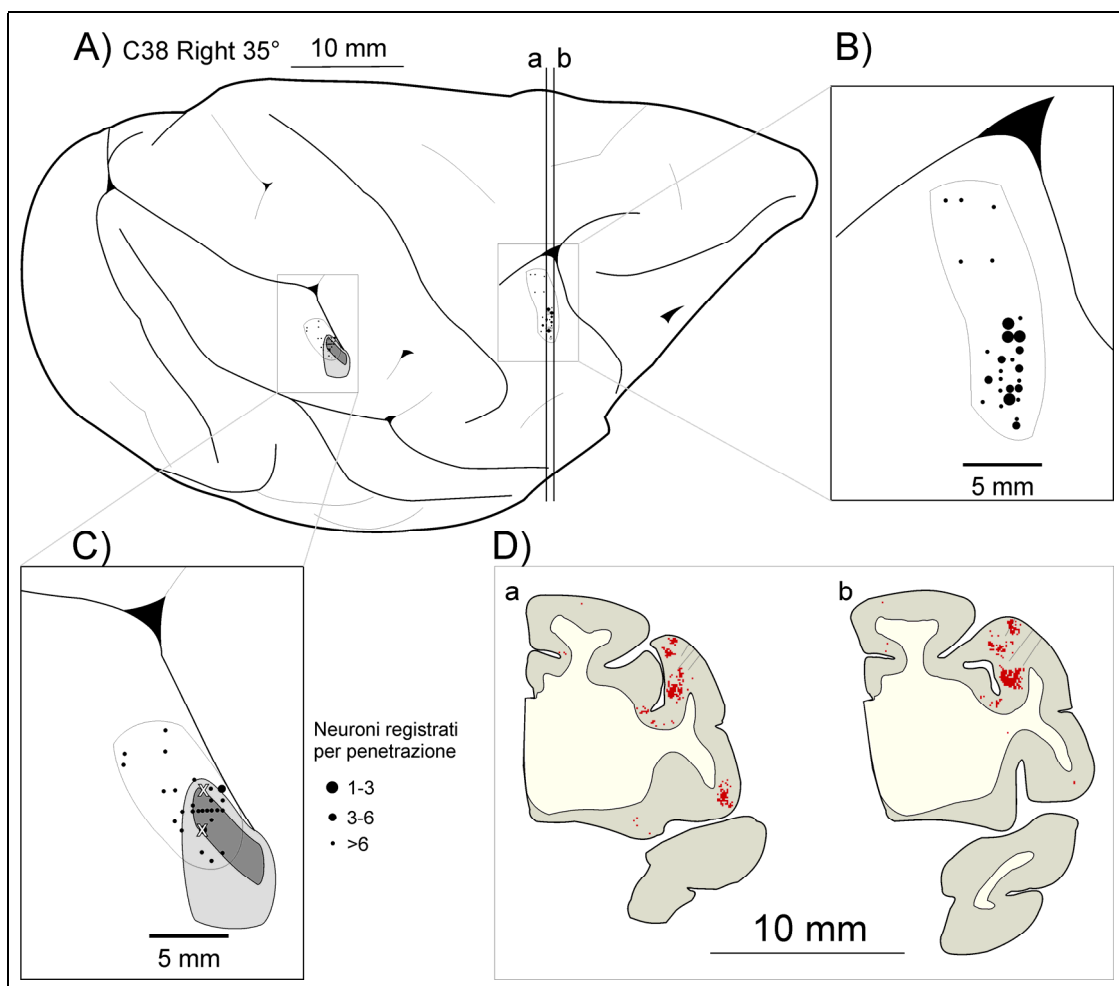 A) C38 Right 35°
10 mm
a b
B)
5 mm
C)
5 mm
Neuroni registrati
per penetrazione
1-3
3-6
>6
X
X
D)
a
b
10 mm